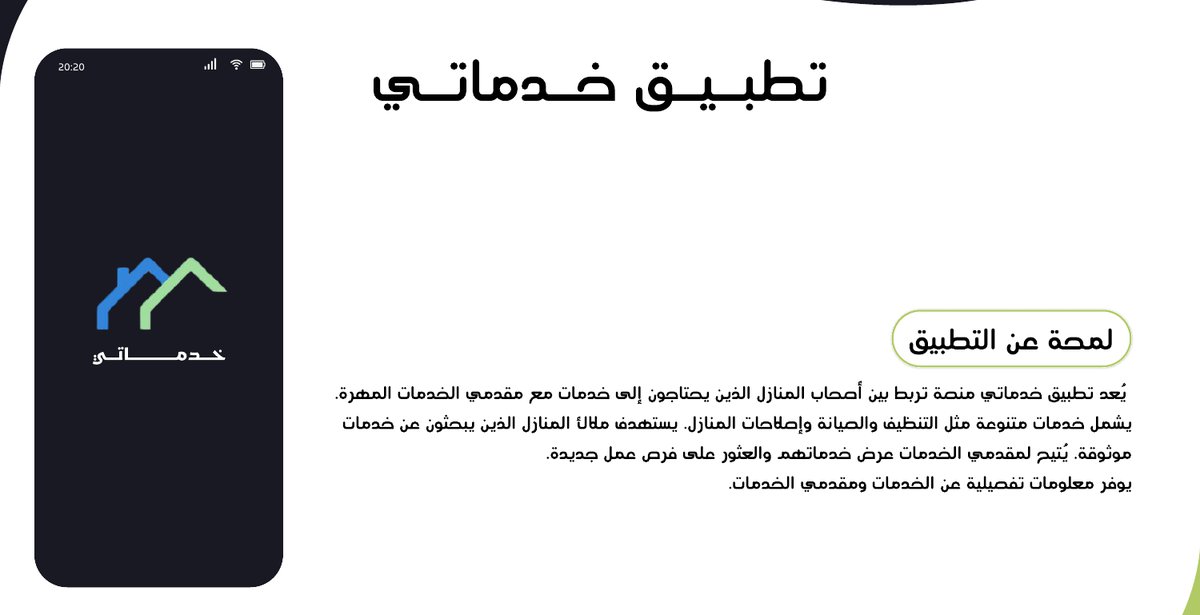 تطبيق خدماتي
20:20
خدماتي
لمحة عن التطبيق
يُعد تطبيق خدماتي منصة تربط بين أصحاب المنازل الذين يحتاجون إلى خدمات مع مقدمي الخدمات المهرة.
يشمل خدمات متنوعة مثل التنظيف والصيانة وإصلاحات المنازل. يستهدف ملائ المنازل الذين يبحثون عن خدمات
موثوقة. يُتيح لمقدمي الخدمات عرض خدماتهم والعثور على فرص عمل جديدة.
يوفر معلومات تفصيلية عن الخدمات ومقدمي الخدمات.